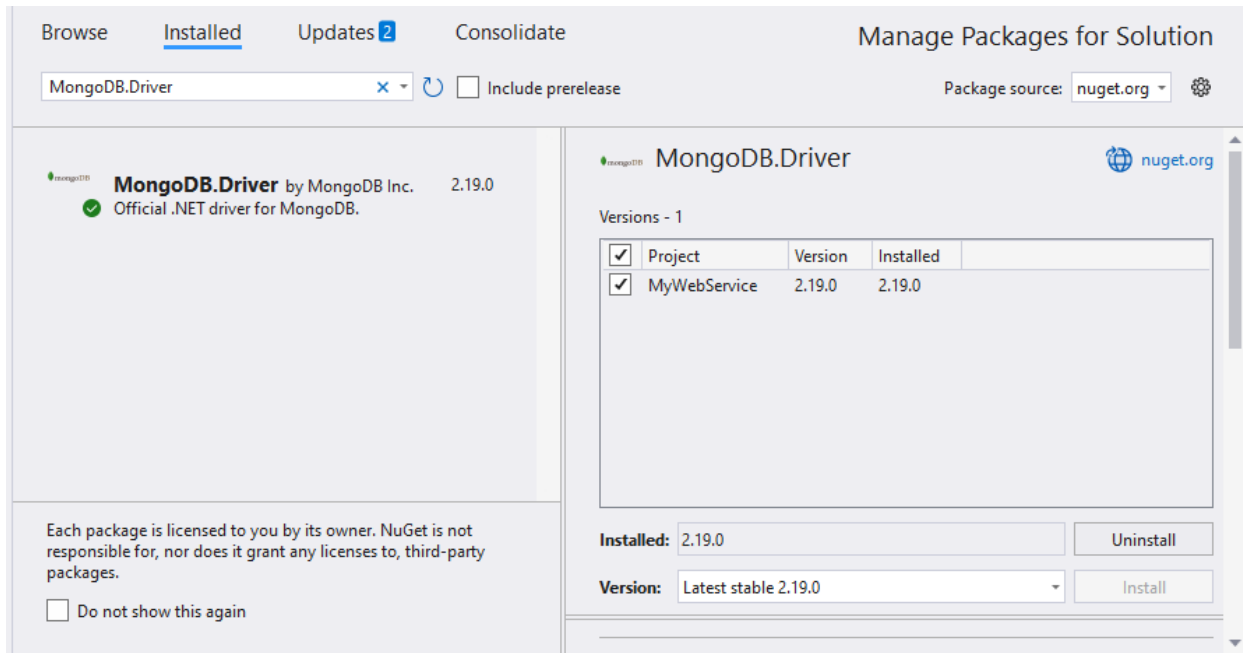 Browse Installed Updates 2 Consolidate Manage Packages for Solution
MongoDB.Driver Include prerelease Package source: nuget.org
mongoDB MongoDB.Driver by MongoDB Inc. 2.19.0
Official .NET driver for MongoDB.
Each package is licensed to you by its owner. NuGet is not
responsible for, nor does it grant any licenses to, third-party
packages.
Do not show this again
mongoDB MongoDB.Driver nuget.org
Versions - 1
Project Version Installed
MyWebService 2.19.0 2.19.0
Installed: 2.19.0 Uninstall
Version: Latest stable 2.19.0 Install